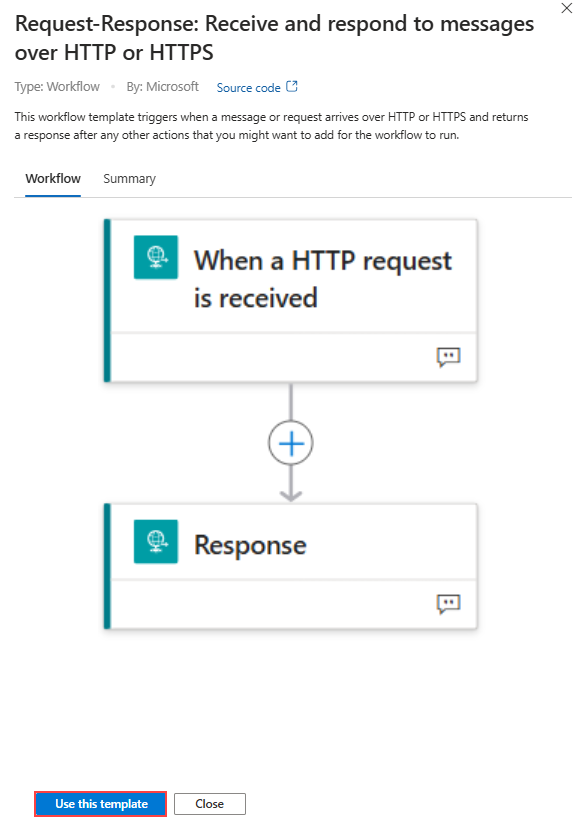 Request-Response: Receive and respond to messages
over HTTP or HTTPS
Type: Workflow • By: Microsoft Source code
This workflow template triggers when a message or request arrives over HTTP or HTTPS and returns
a response after any other actions that you might want to add for the workflow to run.
Workflow Summary
When a HTTP request
is received
Response
Use this template Close